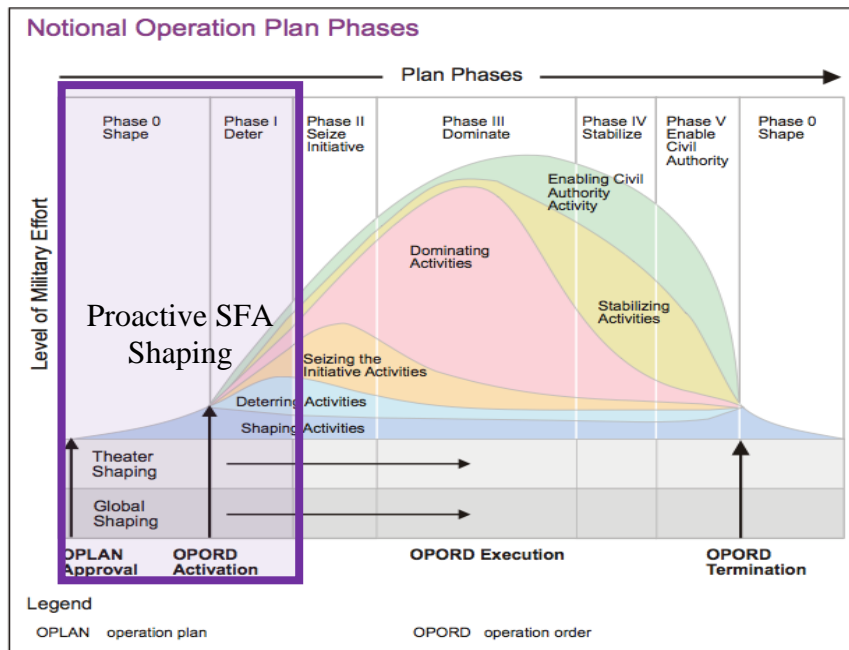 Notional Operation Plan Phases
Plan Phases
Phase 0
Shape
Phase I
Deter
Phase II
Seize
Initiative
Phase III
Dominate
Phase IV
Stabilize
Phase V
Enable
Civil
Authority
Phase 0
Shape
Level of Military Effort
Enabling Civil
Authority
Activity
Dominating
Activities
Stabilizing
Activities
Proactive SFA
Shaping
Seizing the
Initiative Activities
Deterring Activities
Shaping Activities
Theater
Shaping
Global
Shaping
OPLAN
Approval
OPORD
Activation
OPORD Execution
OPORD
Termination
Legend
OPLAN operation plan
OPORD operation order